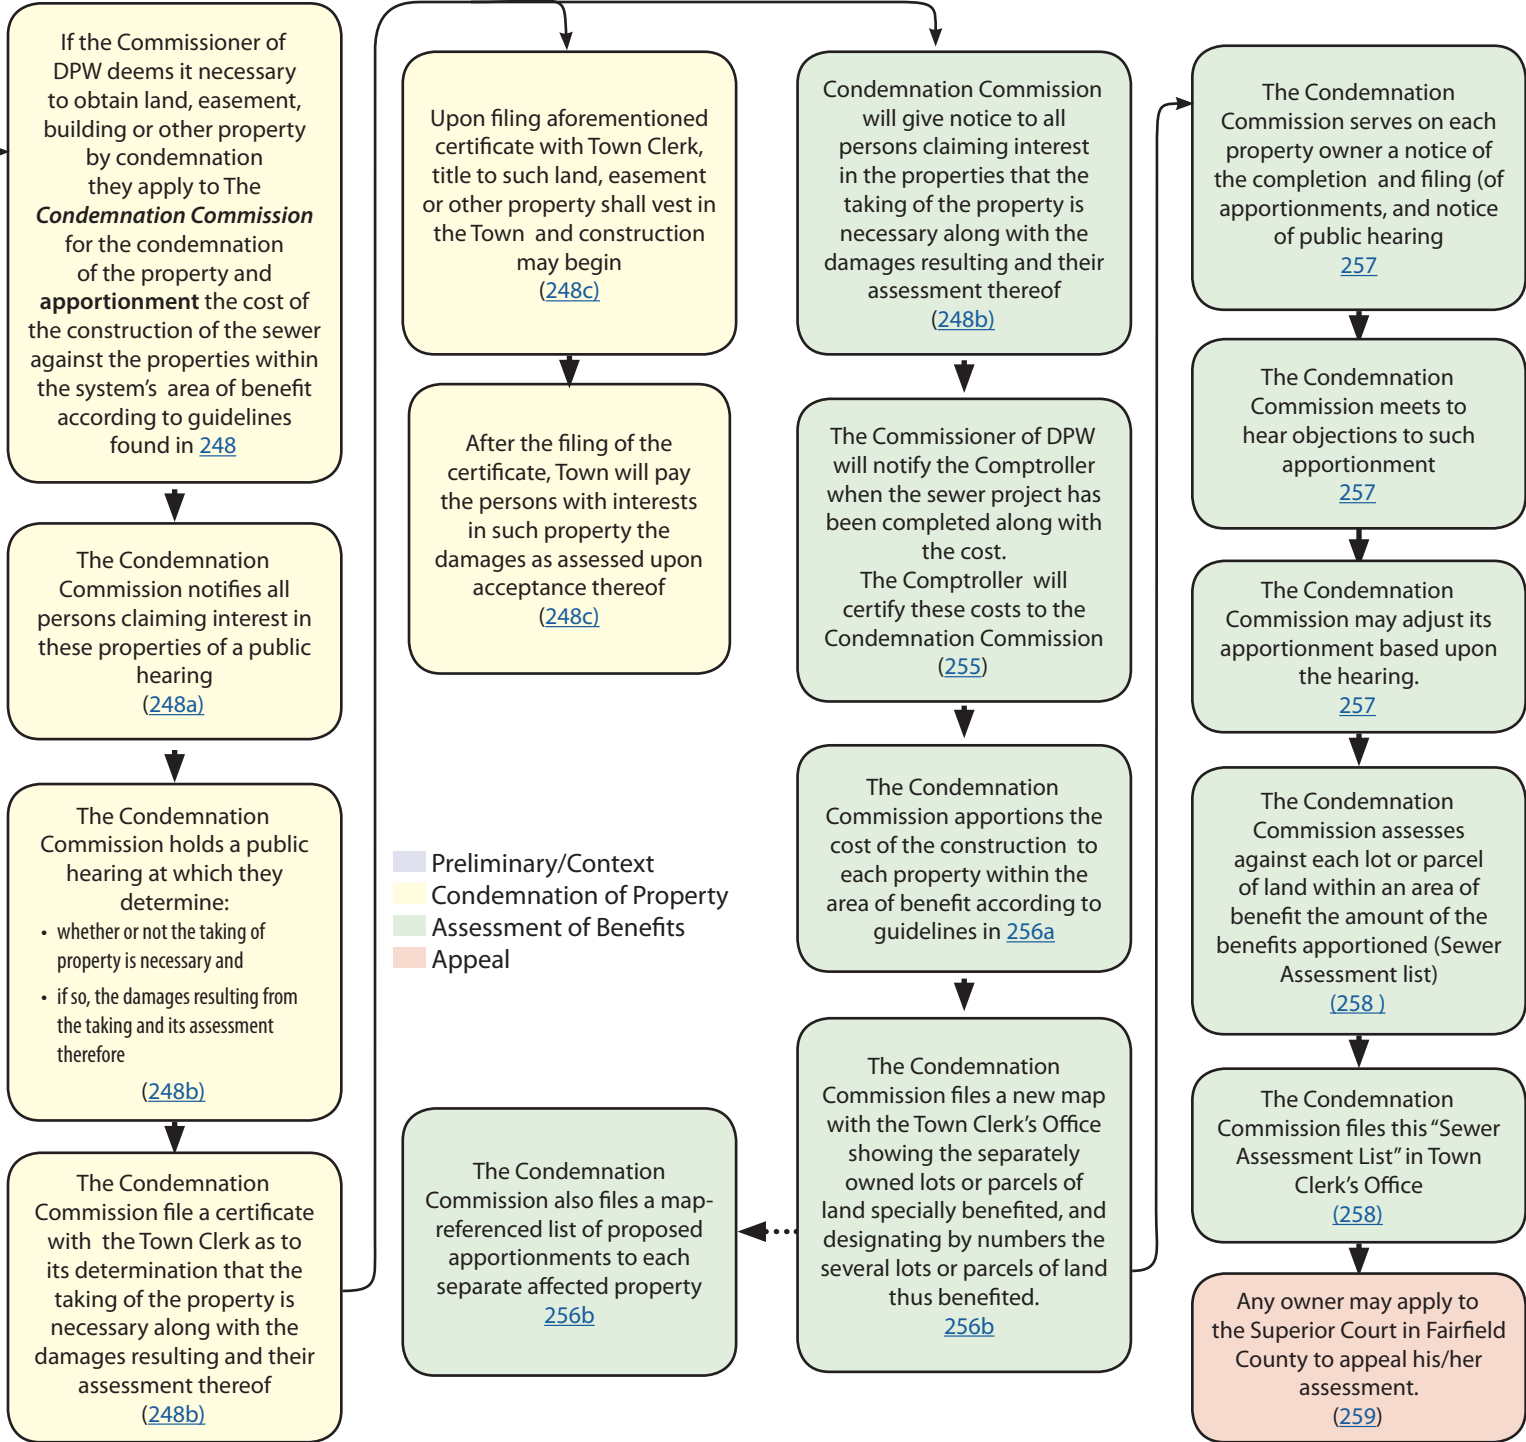 If the Commissioner of
DPW deems it necessary
to obtain land, easement,
building or other property
by condemnation
they apply to The
Condemnation Commission
for the condemnation
of the property and
apportionment the cost of
the construction of the sewer
against the properties within
the system's area of benefit
according to guidelines
found in 248
The Condemnation
Commission notifies all
persons claiming interest in
these properties of a public
hearing
(248a)
The Condemnation
Commission holds a public
hearing at which they
determine:
• whether or not the taking of
property is necessary and
• if so, the damages resulting from
the taking and its assessment
therefore
(248b)
The Condemnation
Commission file a certificate
with the Town Clerk as to
its determination that the
taking of the property is
necessary along with the
damages resulting and their
assessment thereof
(248b)
Upon filing aforementioned
certificate with Town Clerk,
title to such land, easement
or other property shall vest in
the Town and construction
may begin
(248c)
After the filing of the
certificate, Town will pay
the persons with interests
in such property the
damages as assessed upon
acceptance thereof
(248c)
Preliminary/Context
Condemnation of Property
Assessment of Benefits
Appeal
Condemnation Commission
will give notice to all
persons claiming interest
in the properties that the
taking of the property is
necessary along with the
damages resulting and their
assessment thereof
(248b)
The Commissioner of DPW
will notify the Comptroller
when the sewer project has
been completed along with
the cost.
The Comptroller will
certify these costs to the
Condemnation Commission
(255)
The Condemnation
Commission apportions the
cost of the construction to
each property within the
area of benefit according to
guidelines in 256a
The Condemnation
Commission files a new map
with the Town Clerk's Office
showing the separately
owned lots or parcels of
land specially benefited, and
designating by numbers the
several lots or parcels of land
thus benefited.
256b
The Condemnation
Commission also files a map-
referenced list of proposed
apportionments to each
separate affected property
256b
The Condemnation
Commission serves on each
property owner a notice of
the completion and filing (of
apportionments, and notice
of public hearing
257
The Condemnation
Commission meets to
hear objections to such
apportionment
257
The Condemnation
Commission may adjust its
apportionment based upon
the hearing.
257
The Condemnation
Commission assesses
against each lot or parcel
of land within an area of
benefit the amount of the
benefits apportioned (Sewer
Assessment list)
(258 )
The Condemnation
Commission files this “Sewer
Assessment List” in Town
Clerk's Office
(258)
Any owner may apply to
the Superior Court in Fairfield
County to appeal his/her
assessment.
(259)